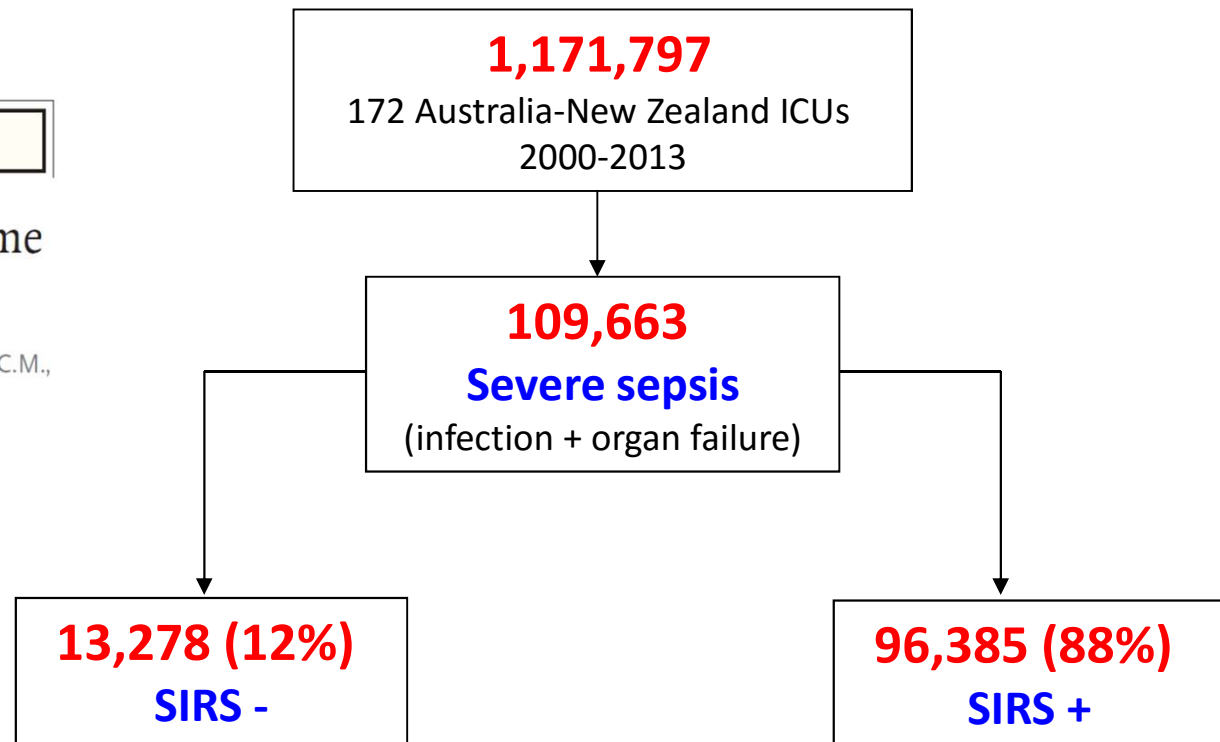 1,171,797
172 Australia-New Zealand ICUs
2000-2013
C.M.,
109,663
Severe sepsis
(infection + organ failure)
13,278 (12%)
SIRS -
96,385 (88%)
SIRS +